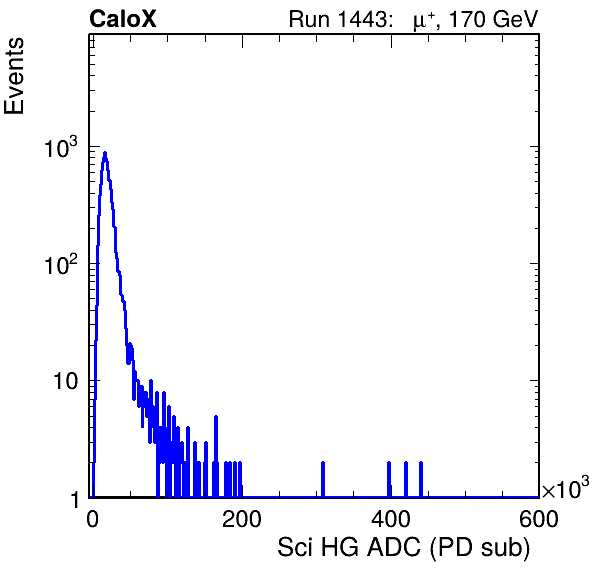 CaloX Run 1443: μ⁺, 170 GeV
Events
10³
10²
10
1
0 200 400 600
×10³
Sci HG ADC (PD sub)